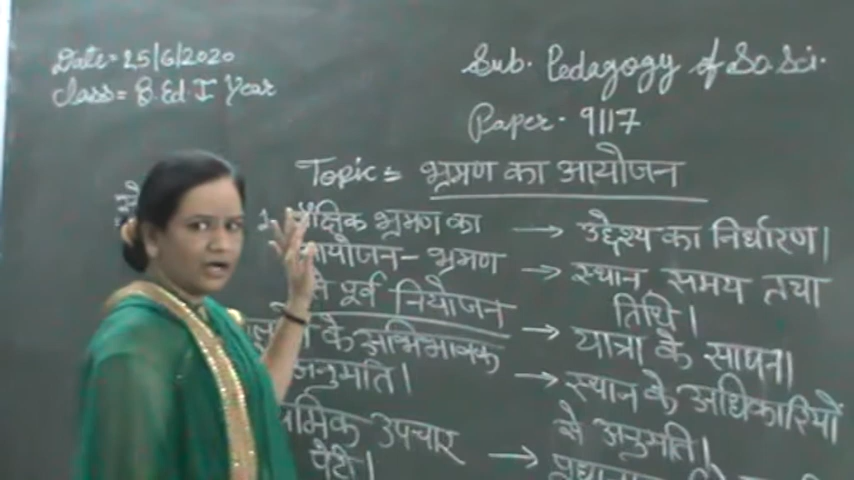 Date= 25/6/2020
Class= B.Ed. I Year
Sub. Pedagogy of So.Sci.
Paper- 9117
Topic = भ्रमण का आयोजन
1- शैक्षिक भ्रमण का
आयोजन- भ्रमण
से पूर्व नियोजन
के अभिभावक
अनुमति।
उपचार
पेटी।
→ उद्देश्य का निर्धारण।
→ स्थान, समय तथा
तिथि।
→ यात्रा के साधन।
→ स्थान के अधिकारियों
से अनुमति।
→